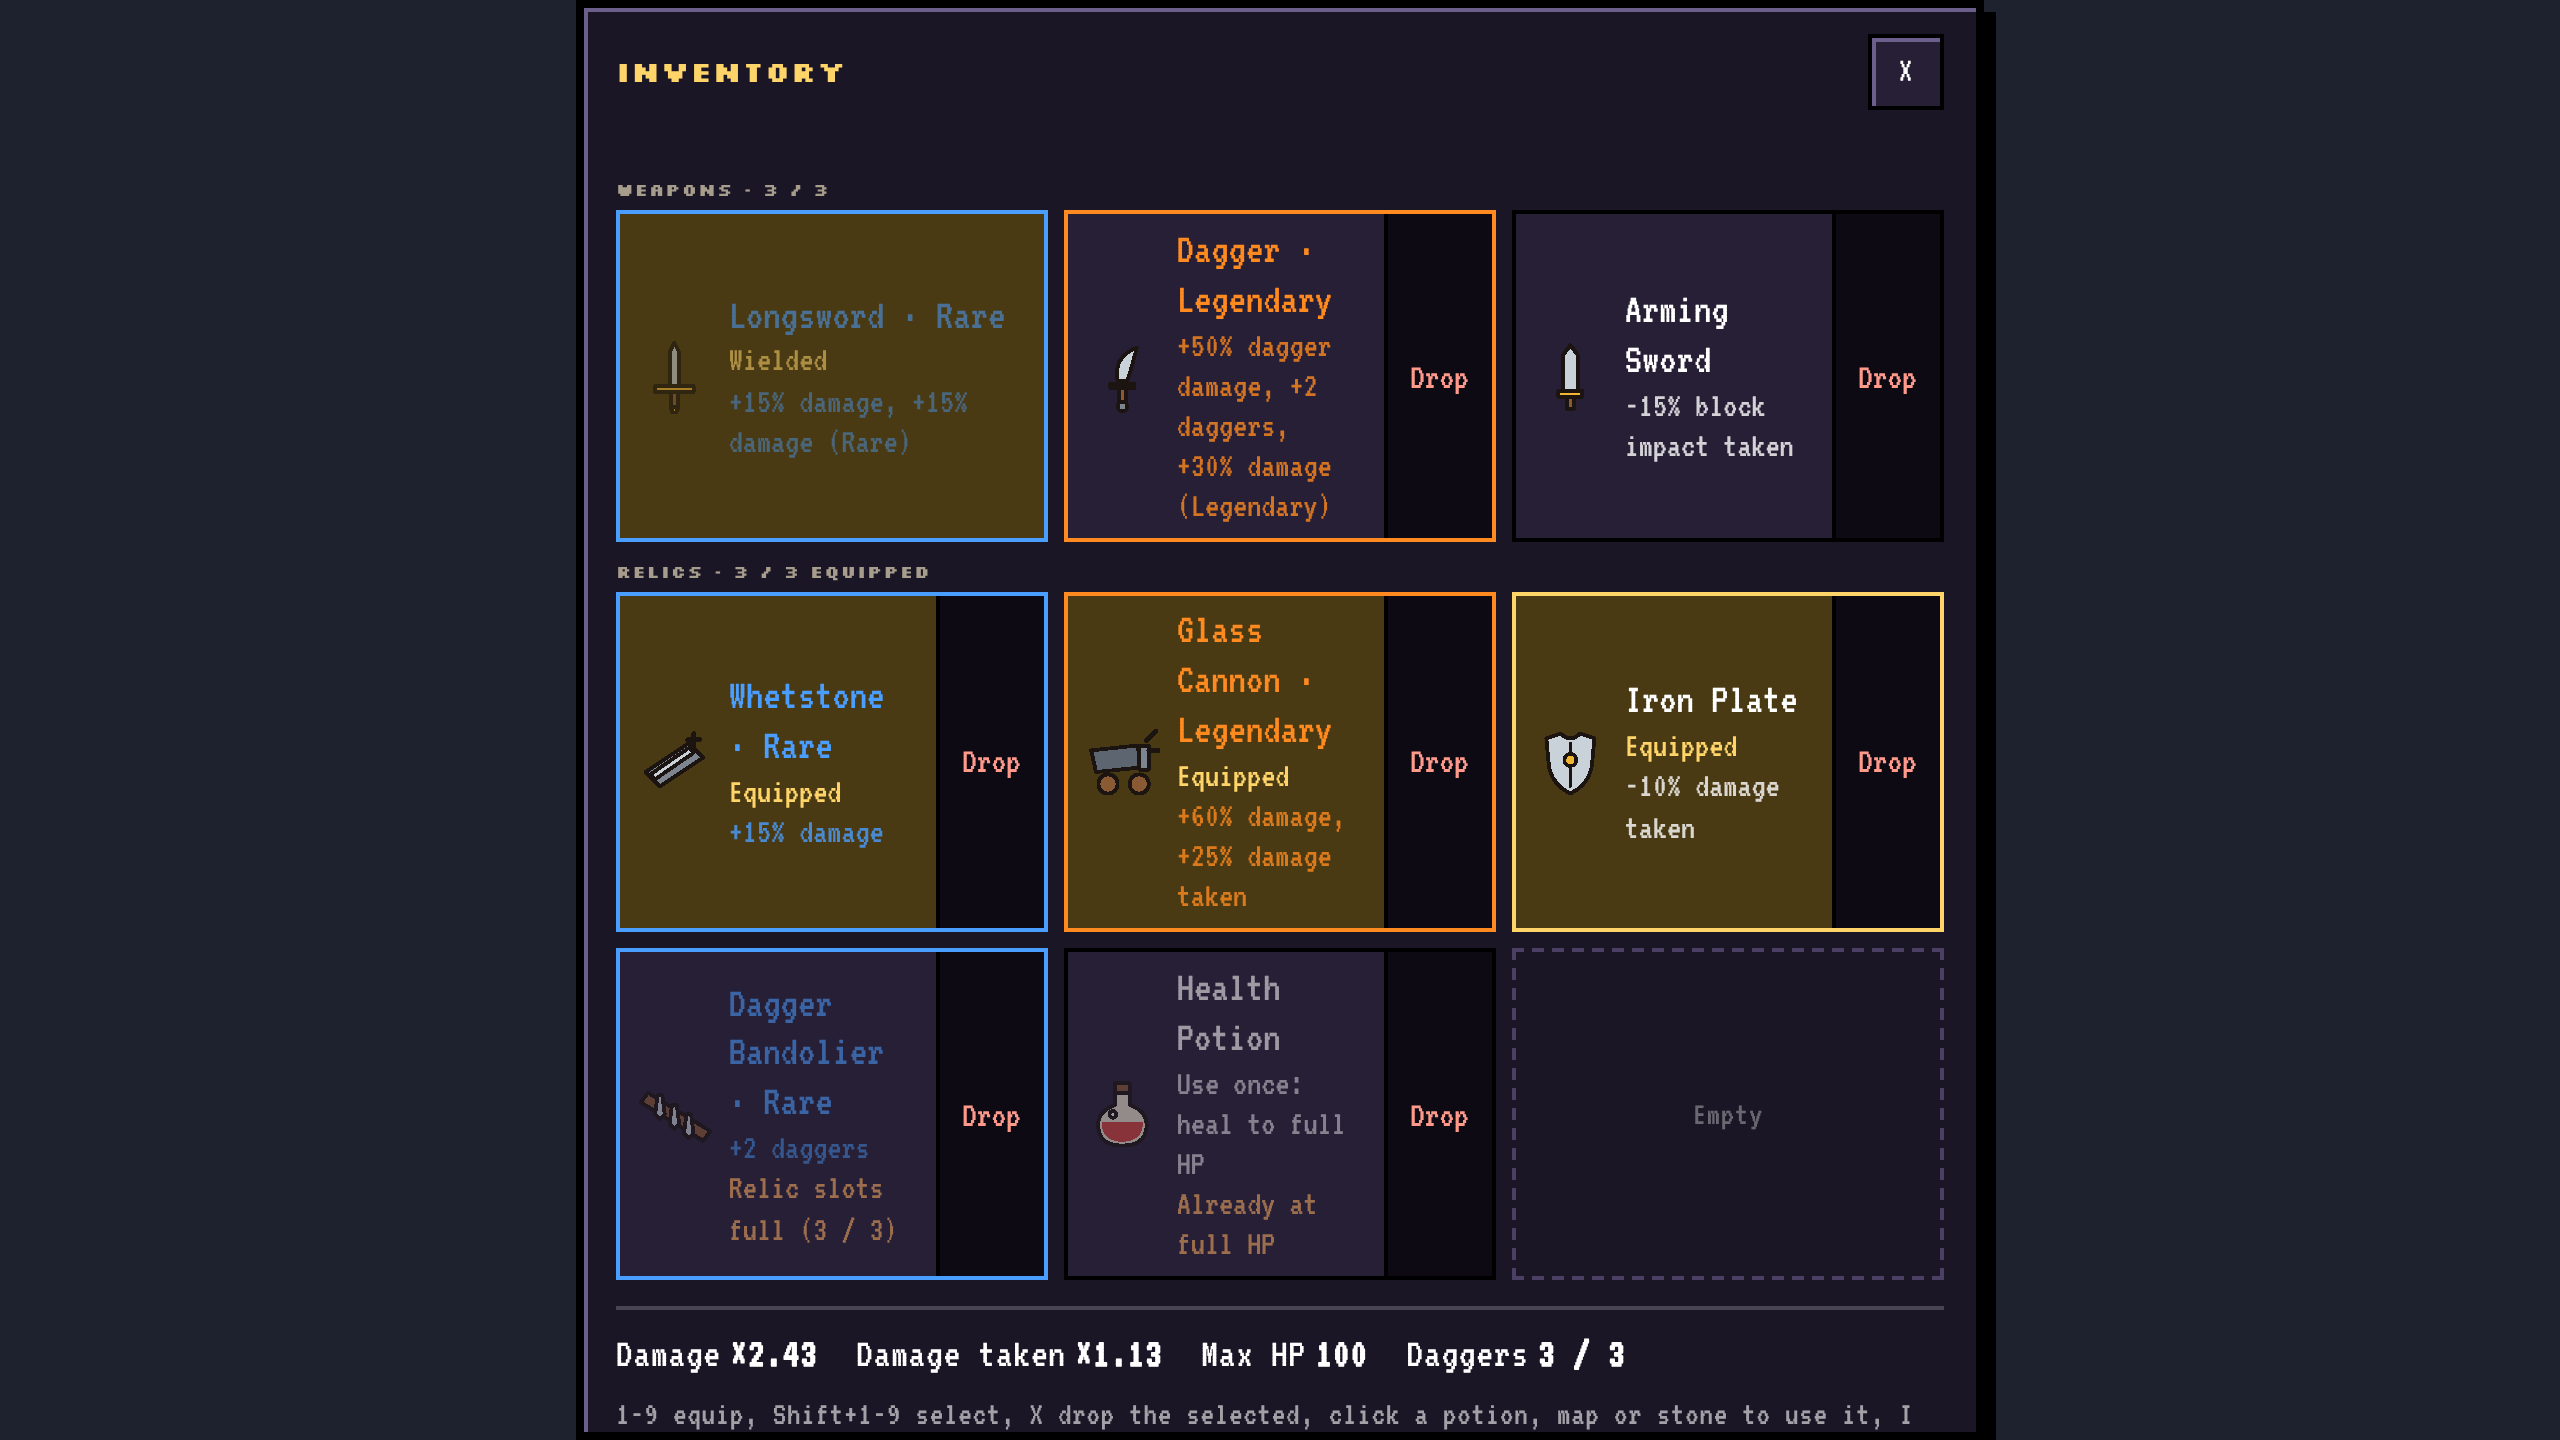 INVENTORY
X
WEAPONS · 3 / 3
Longsword · Rare
Wielded
+15% damage, +15%
damage (Rare)
Dagger ·
Legendary
+50% dagger
damage, +2
daggers,
+30% damage
(Legendary)
Drop
Arming
Sword
-15% block
impact taken
Drop
RELICS · 3 / 3 EQUIPPED
Whetstone
· Rare
Equipped
+15% damage
Drop
Glass
Cannon ·
Legendary
Equipped
+60% damage,
+25% damage
taken
Drop
Iron Plate
Equipped
-10% damage
taken
Drop
Dagger
Bandolier
· Rare
+2 daggers
Relic slots
full (3 / 3)
Drop
Health
Potion
Use once:
heal to full
HP
Already at
full HP
Drop
Empty
Damage X2.43 Damage taken X1.13 Max HP 100 Daggers 3 / 3
1-9 equip, Shift+1-9 select, X drop the selected, click a potion, map or stone to use it, I